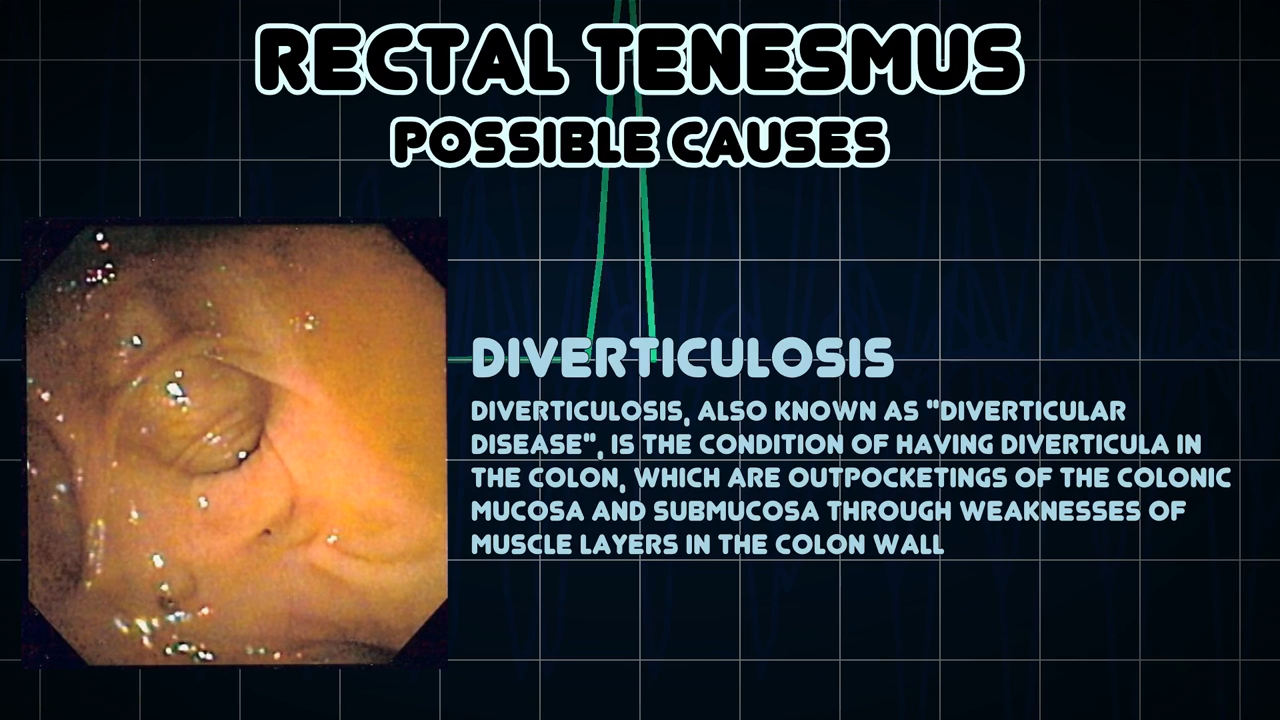 RECTAL TENESMUS
POSSIBLE CAUSES
DIVERTICULOSIS
DIVERTICULOSIS, ALSO KNOWN AS "DIVERTICULAR
DISEASE", IS THE CONDITION OF HAVING DIVERTICULA IN
THE COLON, WHICH ARE OUTPOCKETINGS OF THE COLONIC
MUCOSA AND SUBMUCOSA THROUGH WEAKNESSES OF
MUSCLE LAYERS IN THE COLON WALL